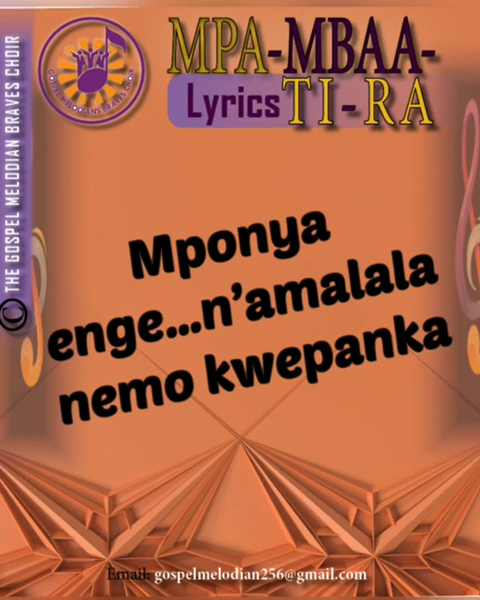 MPA-MBAA-
Lyrics TI-RA
© THE GOSPEL MELODIAN BRAVES CHOIR
Mponya
enge...n'amalala
nemo kwepanka
Email: gospelmelodian256@gmail.com